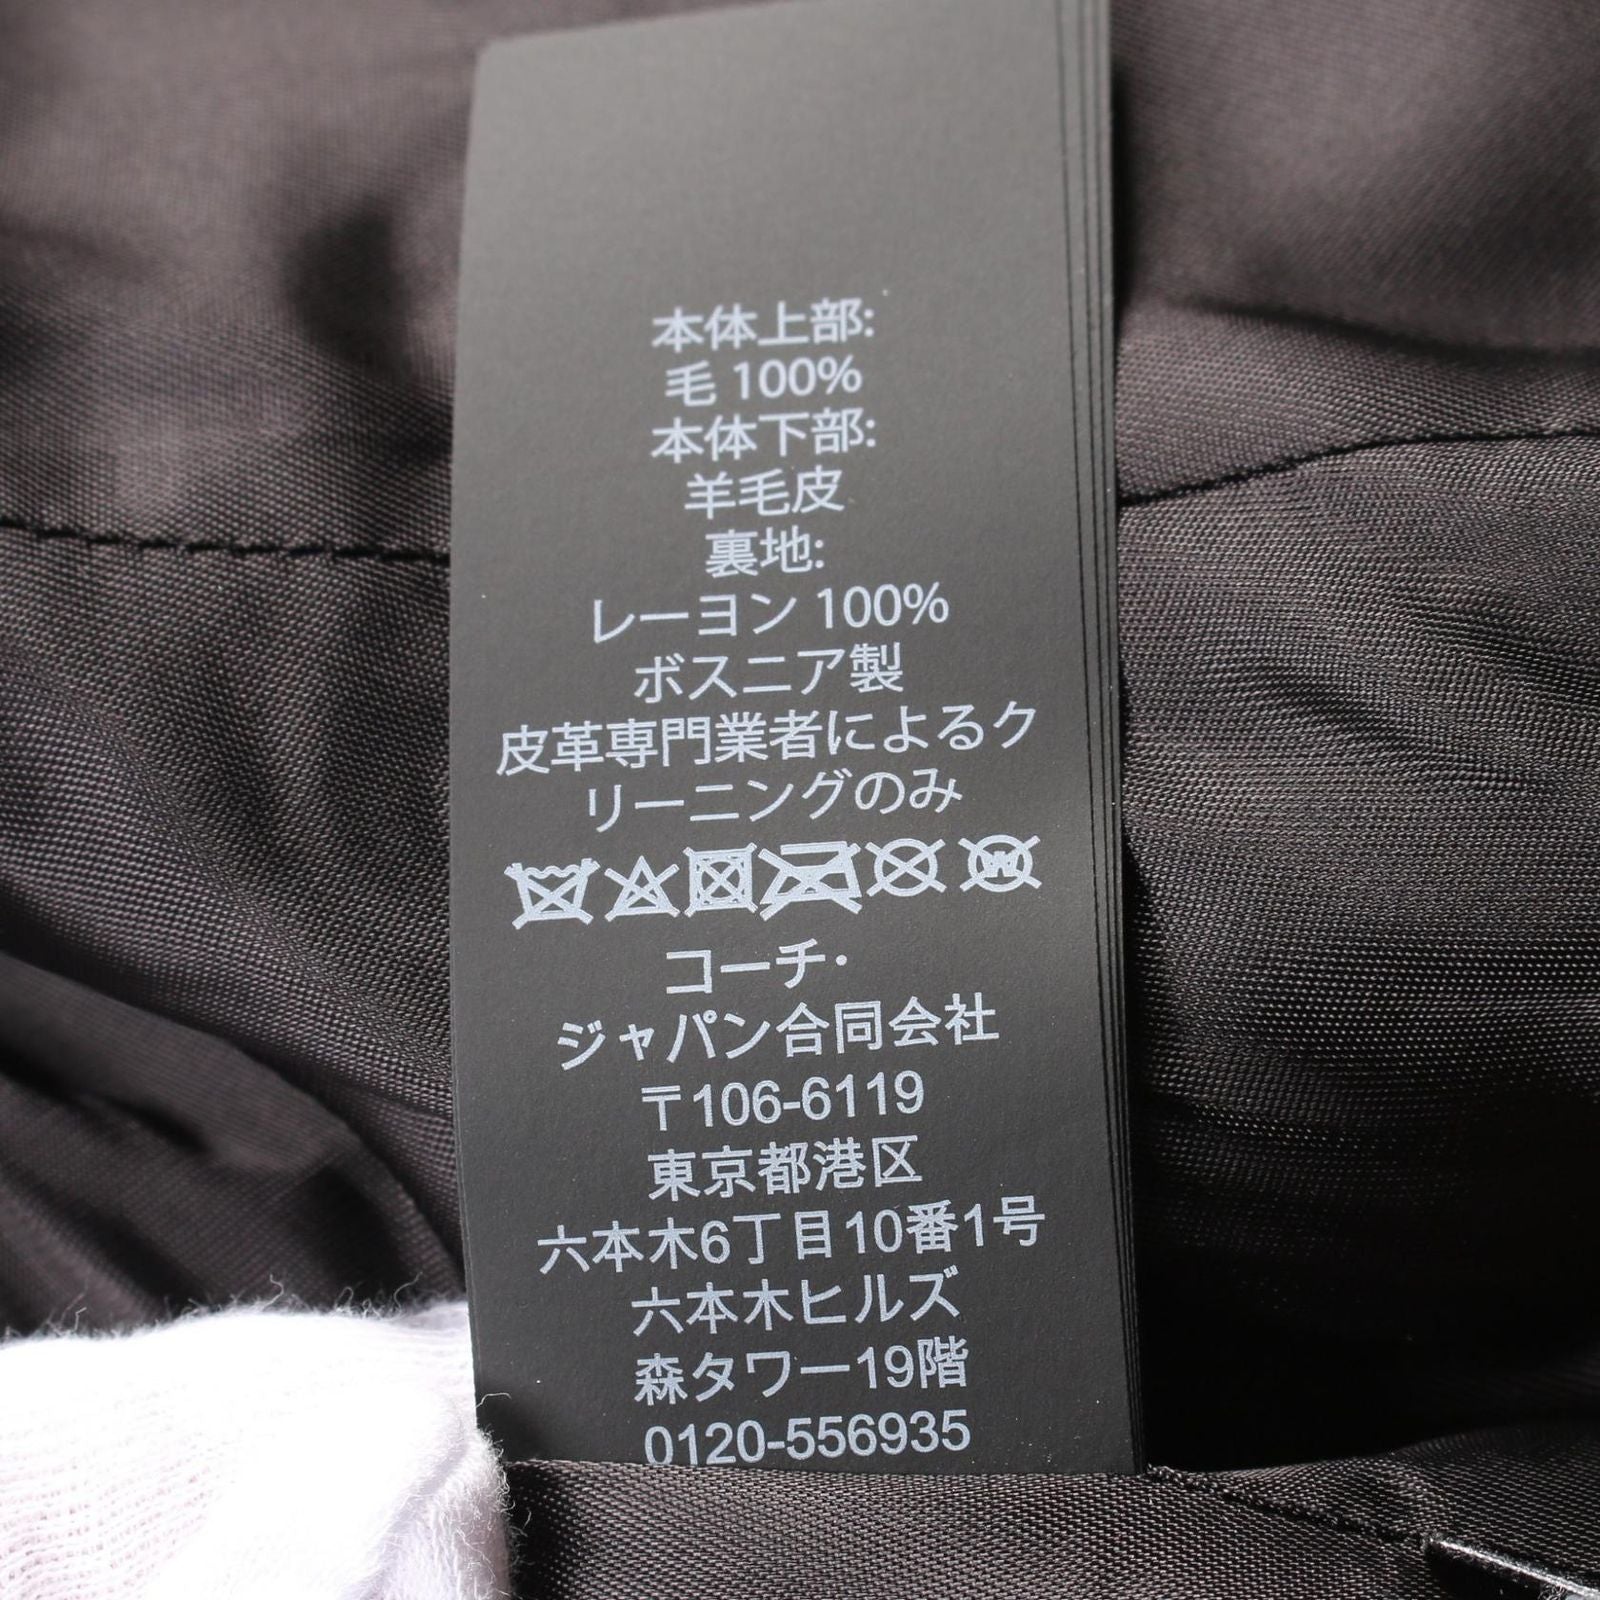 本体上部:
毛 100%
本体下部:
羊毛皮
裏地:
レーヨン 100%
ボスニア製
皮革専門業者によるク
リーニングのみ
W
コーチ・
ジャパン合同会社
〒106-6119
東京都港区
六本木6丁目10番1号
六本木ヒルズ
森タワー19階
0120-556935